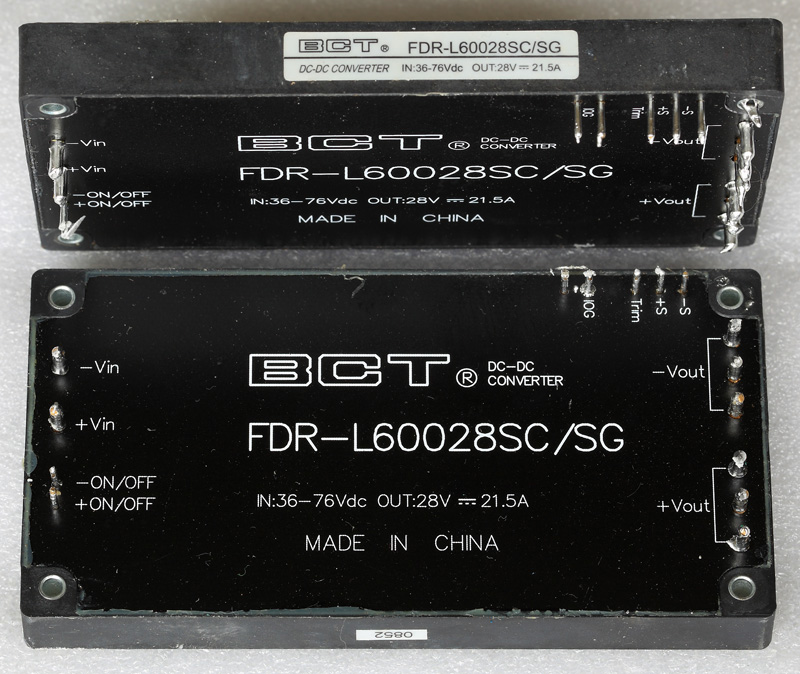 BCT® FDR-L60028SC/SG
DC-DC CONVERTER IN:36-76Vdc OUT:28V⎓21.5A
Trim +S -S
-Vin
+Vin
-ON/OFF
+ON/OFF
BCT® DC-DC CONVERTER
FDR-L60028SC/SG
IN:36-76Vdc OUT:28V⎓21.5A
MADE IN CHINA
-Vout
+Vout
+IOG Trim +S -S
-Vin
+Vin
-ON/OFF
+ON/OFF
BCT® DC-DC CONVERTER
FDR-L60028SC/SG
IN:36-76Vdc OUT:28V⎓21.5A
MADE IN CHINA
-Vout
+Vout
0852